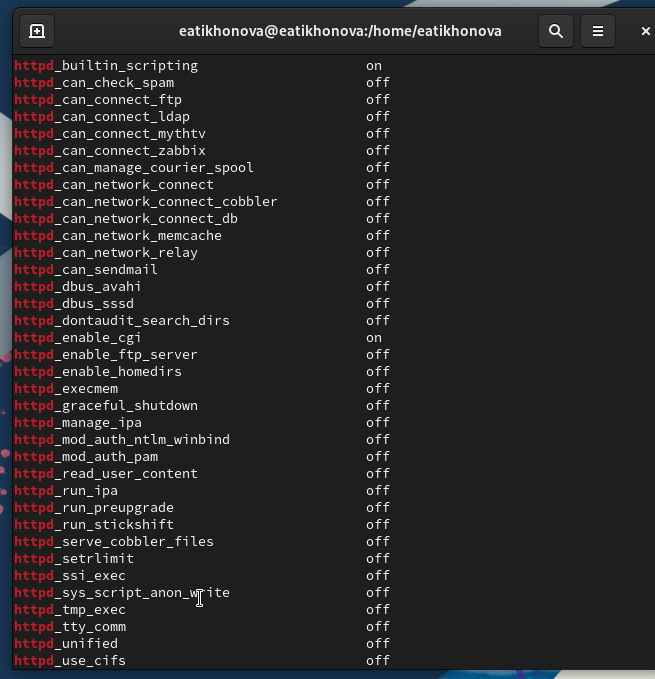 eatikhonova@eatikhonova:/home/eatikhonova
httpd_builtin_scripting on
httpd_can_check_spam off
httpd_can_connect_ftp off
httpd_can_connect_ldap off
httpd_can_connect_mythtv off
httpd_can_connect_zabbix off
httpd_can_manage_courier_spool off
httpd_can_network_connect off
httpd_can_network_connect_cobbler off
httpd_can_network_connect_db off
httpd_can_network_memcache off
httpd_can_network_relay off
httpd_can_sendmail off
httpd_dbus_avahi off
httpd_dbus_sssd off
httpd_dontaudit_search_dirs off
httpd_enable_cgi on
httpd_enable_ftp_server off
httpd_enable_homedirs off
httpd_execmem off
httpd_graceful_shutdown off
httpd_manage_ipa off
httpd_mod_auth_ntlm_winbind off
httpd_mod_auth_pam off
httpd_read_user_content off
httpd_run_ipa off
httpd_run_preupgrade off
httpd_run_stickshift off
httpd_serve_cobbler_files off
httpd_setrlimit off
httpd_ssi_exec off
httpd_sys_script_anon_write off
httpd_tmp_exec off
httpd_tty_comm off
httpd_unified off
httpd_use_cifs off